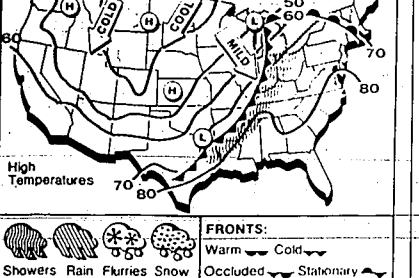 50
60
H
COLD
H
COOL
L
60
MILD
70
H
80
L
High
Temperatures
70
80
FRONTS:
Warm Cold
Showers Rain Flurries Snow
Occluded Stationary